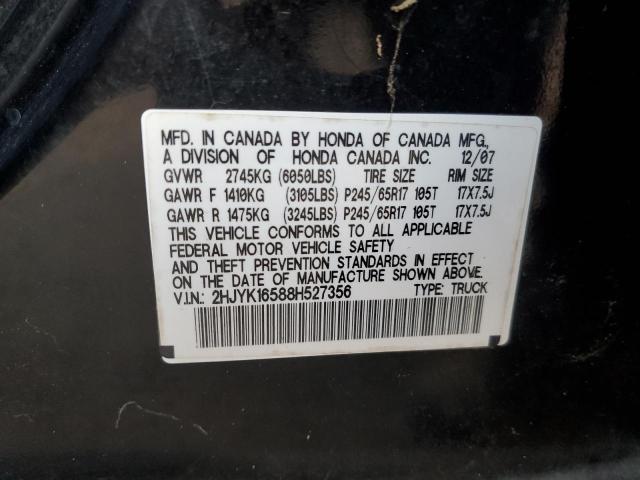 MFD. IN CANADA BY HONDA OF CANADA MFG.,
A DIVISION OF HONDA CANADA INC. 12/07
GVWR 2745KG (6050LBS) TIRE SIZE RIM SIZE
GAWR F 1410KG (3105LBS) P245/65R17 105T 17X7.5J
GAWR R 1475KG (3245LBS) P245/65R17 105T 17X7.5J
THIS VEHICLE CONFORMS TO ALL APPLICABLE
FEDERAL MOTOR VEHICLE SAFETY
AND THEFT PREVENTION STANDARDS IN EFFECT
ON THE DATE OF MANUFACTURE SHOWN ABOVE.
V.I.N.: 2HJYK16588H527356 TYPE: TRUCK